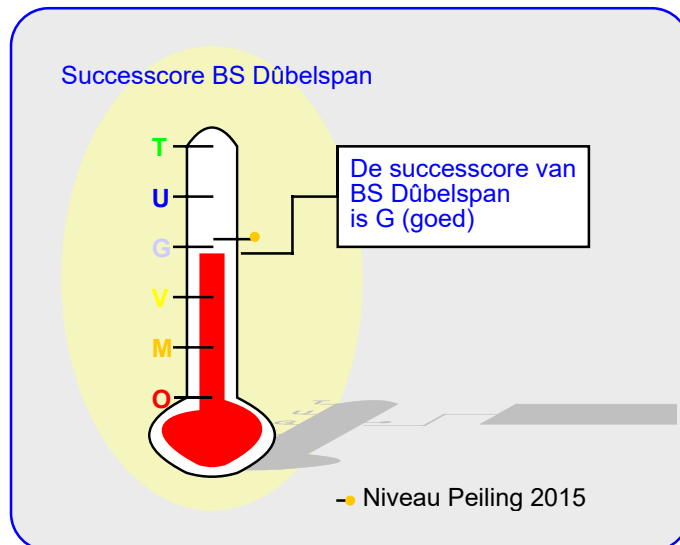 Successcore BS Dûbelspan
T
De successcore van
BS Dûbelspan
is G (goed)
U
G
V
M
O
Niveau Peiling 2015